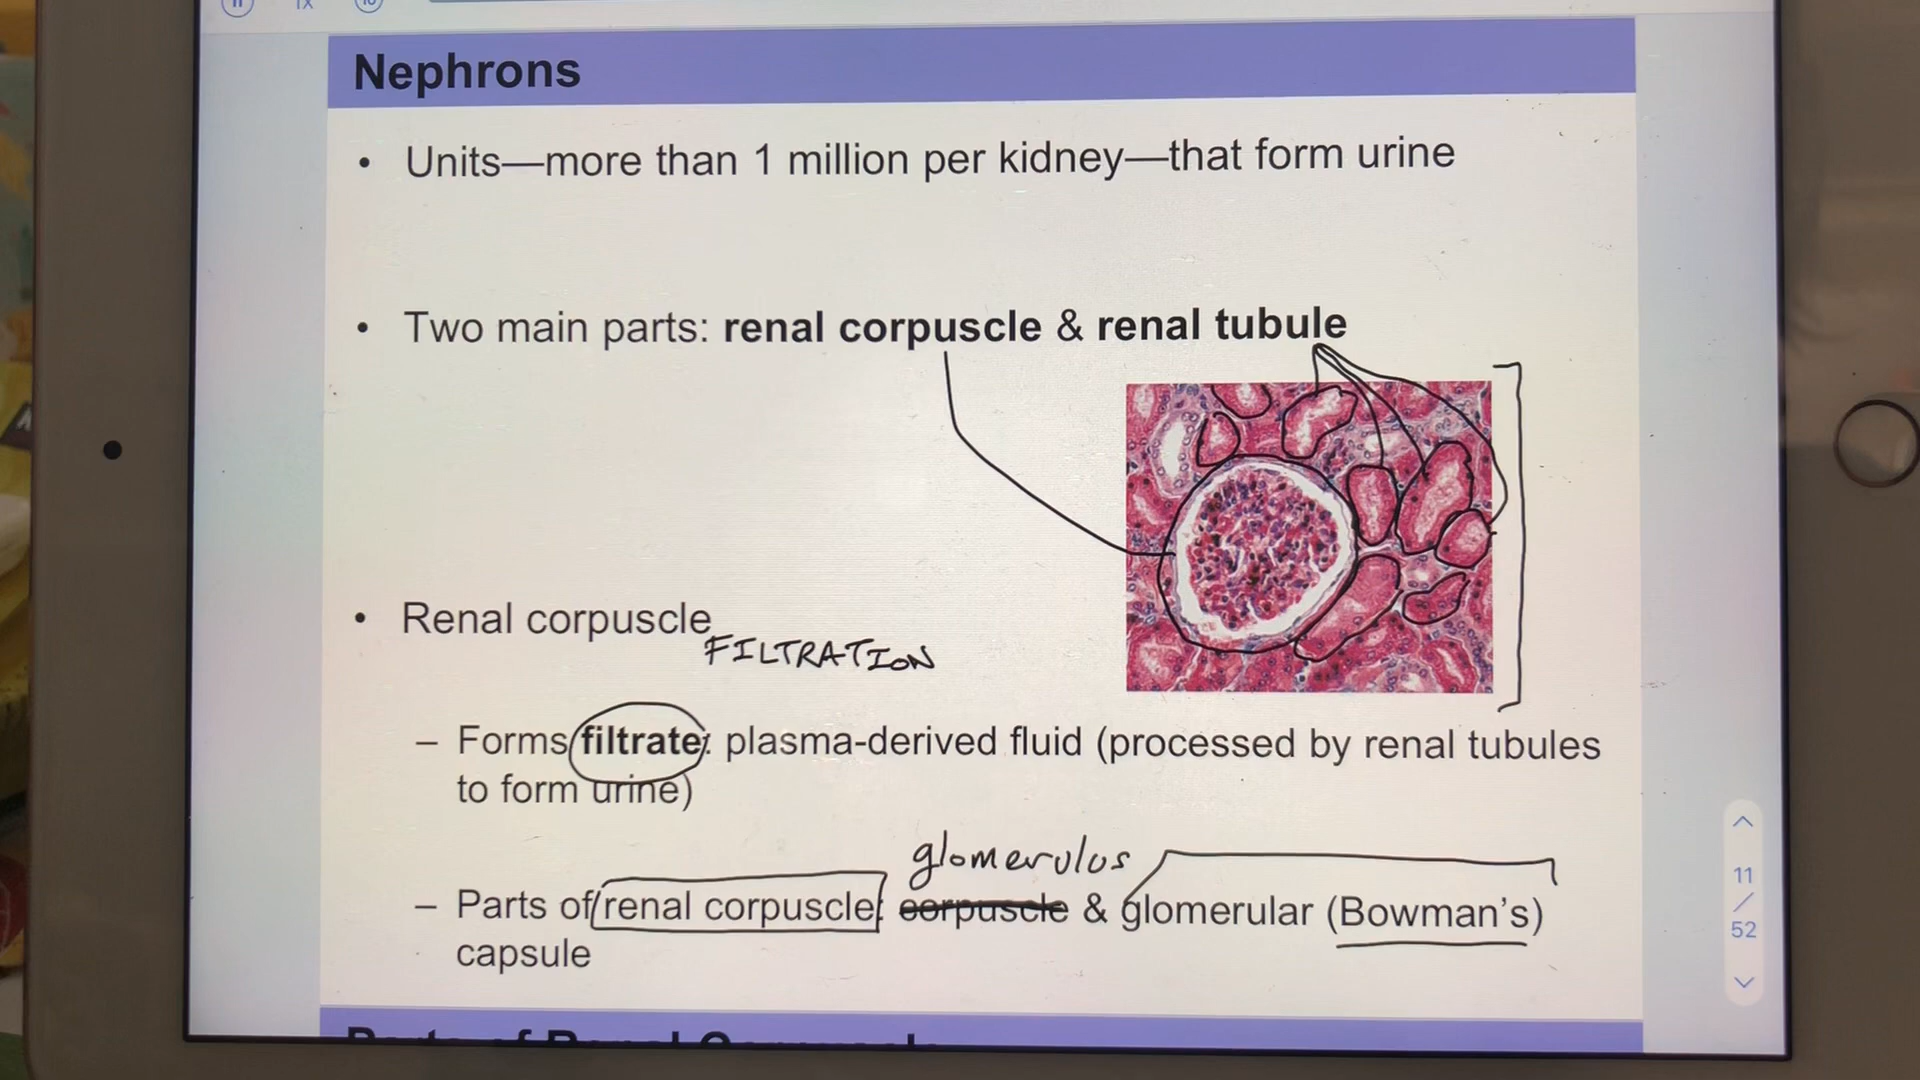 1x
10
Nephrons
• Units—more than 1 million per kidney—that form urine
• Two main parts: renal corpuscle & renal tubule
• Renal corpuscle
FILTRATION
– Forms filtrate: plasma-derived fluid (processed by renal tubules
to form urine)
glomerulus
– Parts of renal corpuscle: corpuscle & glomerular (Bowman's)
capsule
11
/
52